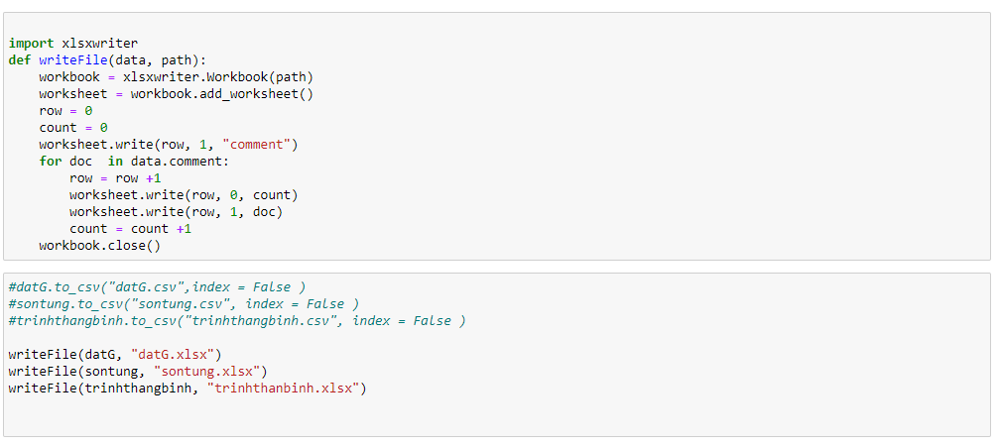 import xlsxwriter
def writeFile(data, path):
    workbook = xlsxwriter.Workbook(path)
    worksheet = workbook.add_worksheet()
    row = 0
    count = 0
    worksheet.write(row, 1, "comment")
    for doc  in data.comment:
        row = row +1
        worksheet.write(row, 0, count)
        worksheet.write(row, 1, doc)
        count = count +1
    workbook.close()
#datG.to_csv("datG.csv",index = False )
#sontung.to_csv("sontung.csv", index = False )
#trinhthangbinh.to_csv("trinhthangbinh.csv", index = False )
writeFile(datG, "datG.xlsx")
writeFile(sontung, "sontung.xlsx")
writeFile(trinhthangbinh, "trinhthanbinh.xlsx")